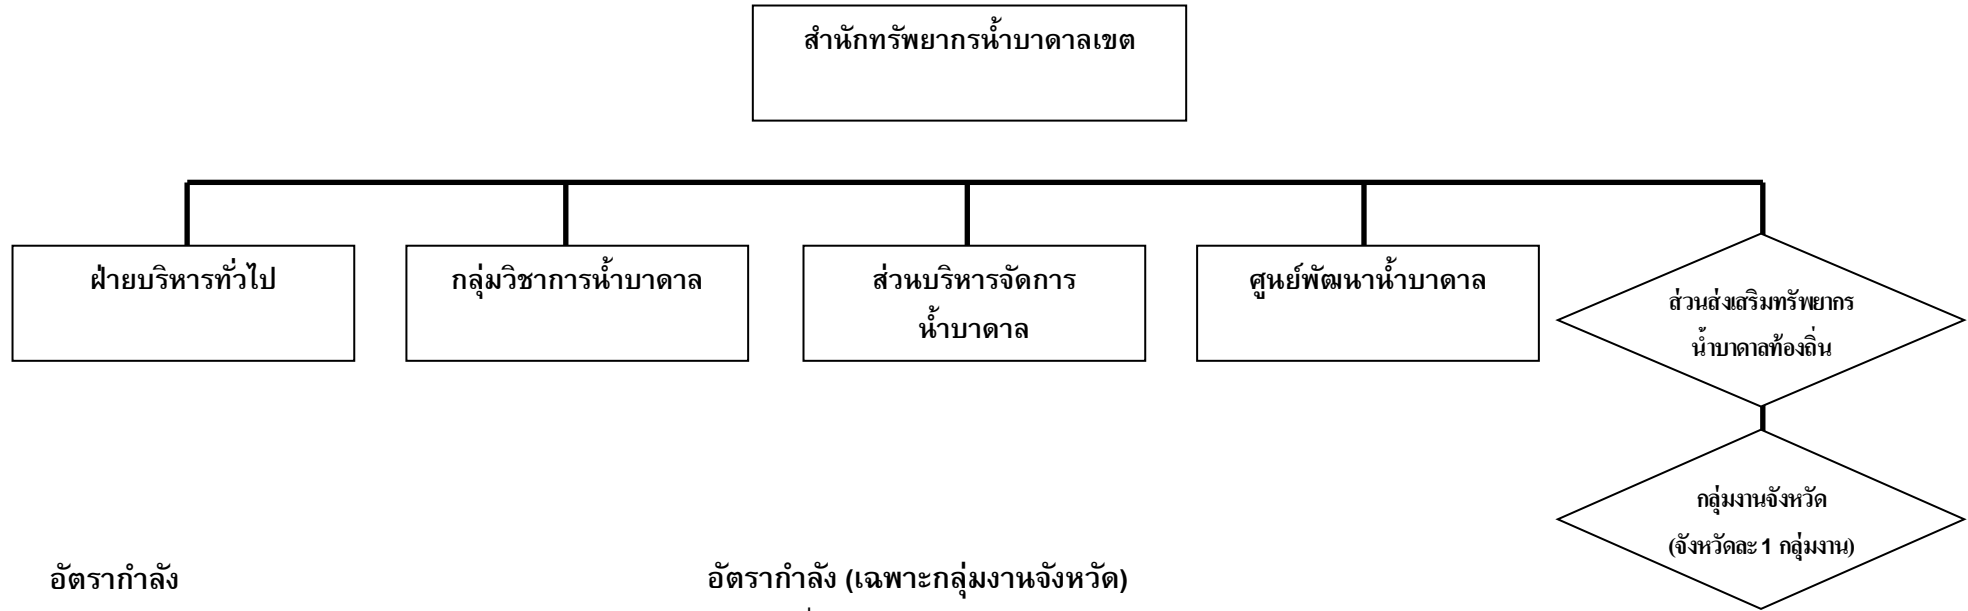 สำนักทรัพยากรน้ำบาดาลเขต
ฝ่ายบริหารทั่วไป
กลุ่มวิชาการน้ำบาดาล
ส่วนบริหารจัดการ
น้ำบาดาล
ศูนย์พัฒนาน้ำบาดาล
ส่วนส่งเสริมทรัพยากร
น้ำบาดาลท้องถิ่น
กลุ่มงานจังหวัด
(จังหวัดละ 1 กลุ่มงาน)
อัตรากำลัง
อัตรากำลัง (เฉพาะกลุ่มงานจังหวัด)